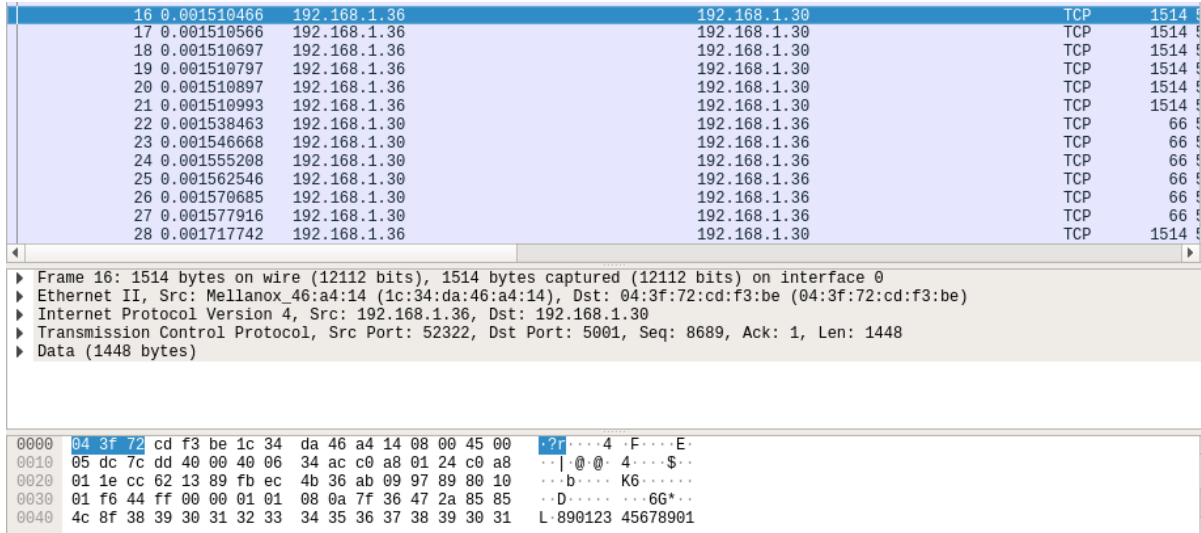 16 0.001510466 192.168.1.36 192.168.1.30 TCP 1514
17 0.001510566 192.168.1.36 192.168.1.30 TCP 1514
18 0.001510697 192.168.1.36 192.168.1.30 TCP 1514
19 0.001510797 192.168.1.36 192.168.1.30 TCP 1514
20 0.001510897 192.168.1.36 192.168.1.30 TCP 1514
21 0.001510993 192.168.1.36 192.168.1.30 TCP 1514
22 0.001538463 192.168.1.30 192.168.1.36 TCP 66
23 0.001546668 192.168.1.30 192.168.1.36 TCP 66
24 0.001555208 192.168.1.30 192.168.1.36 TCP 66
25 0.001562546 192.168.1.30 192.168.1.36 TCP 66
26 0.001570685 192.168.1.30 192.168.1.36 TCP 66
27 0.001577916 192.168.1.30 192.168.1.36 TCP 66
28 0.001717742 192.168.1.36 192.168.1.30 TCP 1514
Frame 16: 1514 bytes on wire (12112 bits), 1514 bytes captured (12112 bits) on interface 0
Ethernet II, Src: Mellanox_46:a4:14 (1c:34:da:46:a4:14), Dst: 04:3f:72:cd:f3:be (04:3f:72:cd:f3:be)
Internet Protocol Version 4, Src: 192.168.1.36, Dst: 192.168.1.30
Transmission Control Protocol, Src Port: 52322, Dst Port: 5001, Seq: 8689, Ack: 1, Len: 1448
Data (1448 bytes)
0000 04 3f 72 cd f3 be 1c 34 da 46 a4 14 08 00 45 00 ·?r····4 ·F····E·
0010 05 dc 7c dd 40 00 40 06 34 ac c0 a8 01 24 c0 a8 ··|·@·@· 4····$··
0020 01 1e cc 62 13 89 fb ec 4b 36 ab 09 97 89 80 10 ···b···· K6······
0030 01 f6 44 ff 00 00 01 01 08 0a 7f 36 47 2a 85 85 ··D····· ···6G*··
0040 4c 8f 38 39 30 31 32 33 34 35 36 37 38 39 30 31 L·890123 45678901